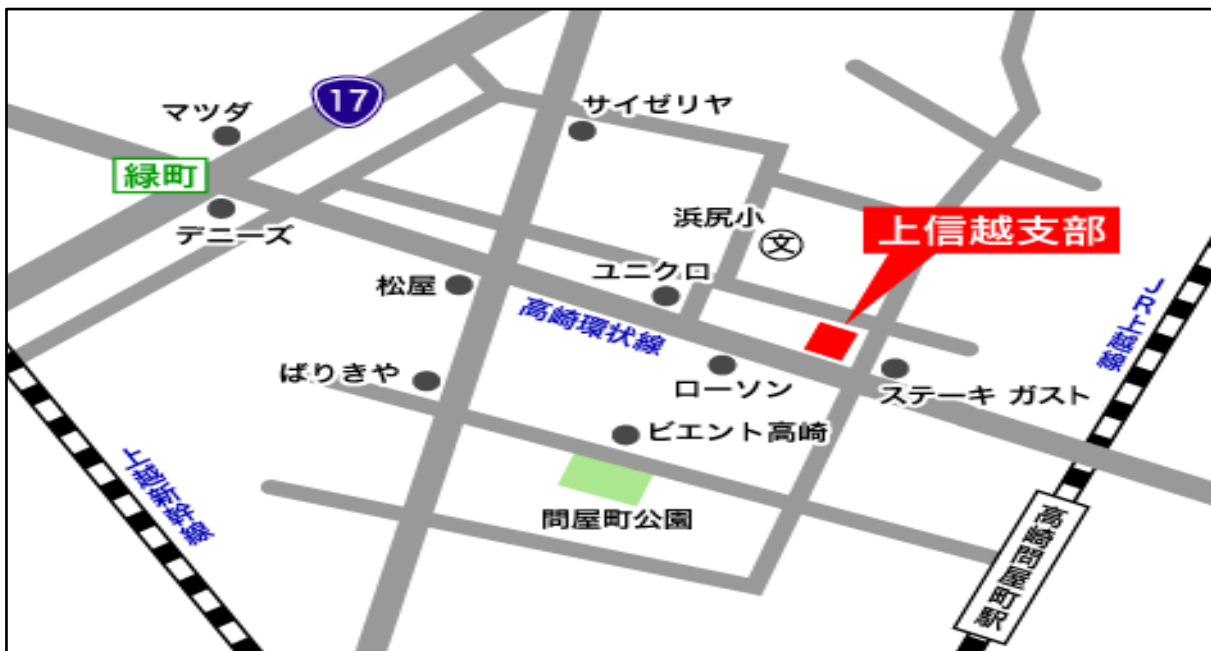 17
マツダ
サイゼリヤ
緑町
デニーズ
浜尻小
文
上信越支部
松屋
ユニクロ
高崎環状線
JR上越線
ばりきや
ローソン
ステーキ ガスト
ビエント高崎
上越新幹線
問屋町公園
高崎問屋町駅